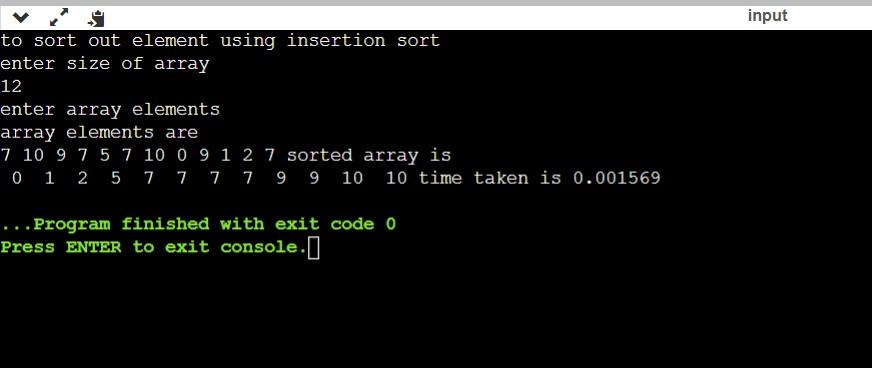 input
to sort out element using insertion sort
enter size of array
12
enter array elements
array elements are
7 10 9 7 5 7 10 0 9 1 2 7 sorted array is
0 1 2 5 7 7 7 7 9 9 10 10 time taken is 0.001569
...Program finished with exit code 0
Press ENTER to exit console.